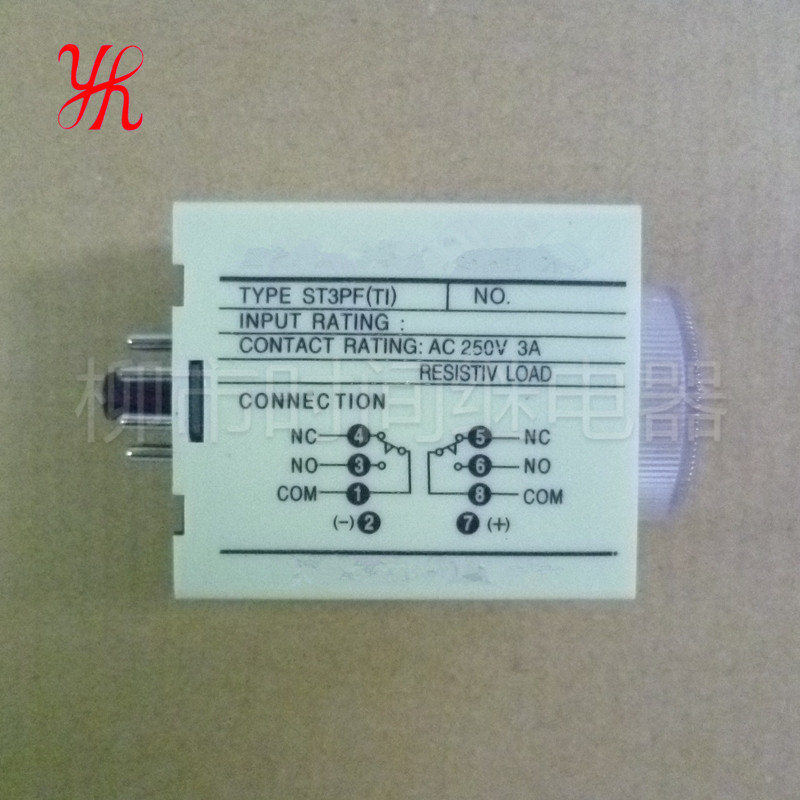 Yh
TYPE ST3PF(TI) NO.
INPUT RATING :
CONTACT RATING: AC 250V 3A
RESISTIV LOAD
柳市时间继电器
CONNECTION
NC 4 5 NC
NO 3 6 NO
COM 1 8 COM
(-) 2 7 (+)